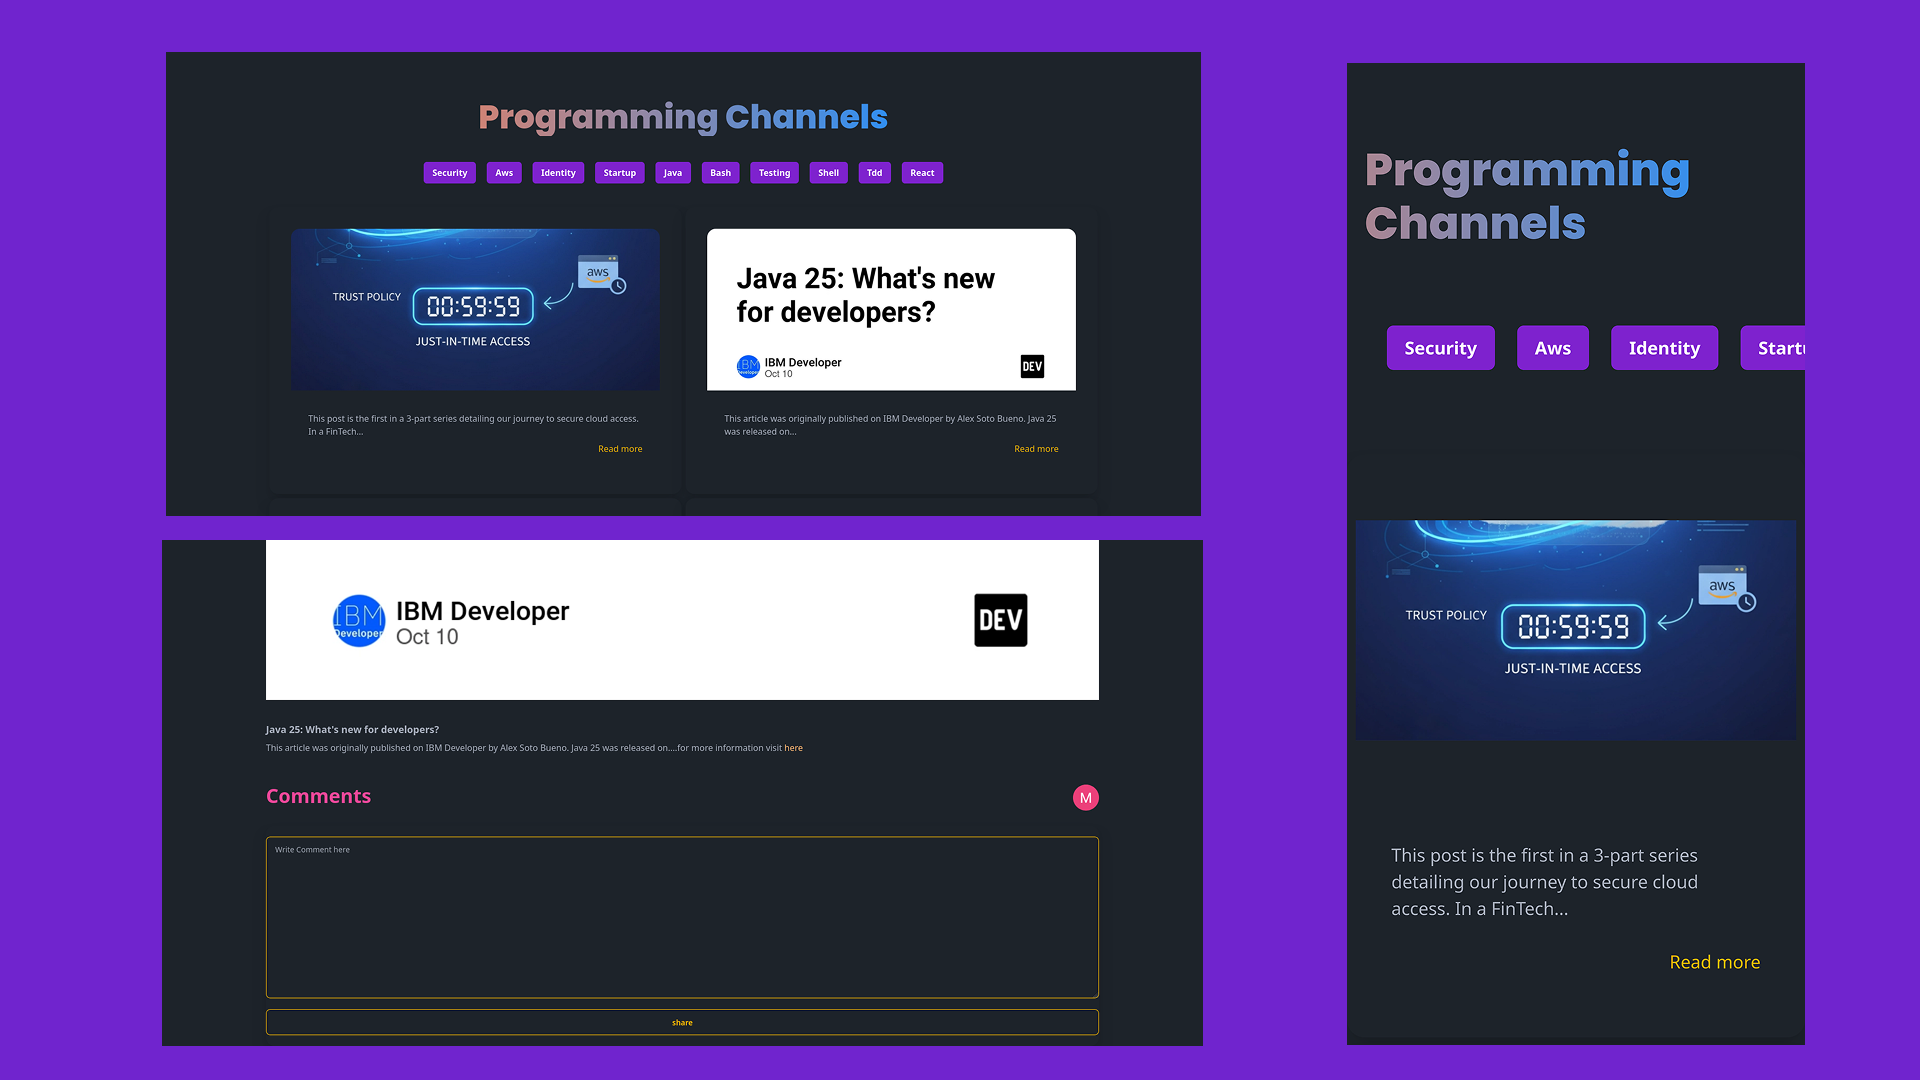 Programming Channels
Security Aws Identity Startup Java Bash Testing Shell Tdd React
TRUST POLICY
00:59:59
aws
JUST-IN-TIME ACCESS
This post is the first in a 3-part series detailing our journey to secure cloud access.
In a FinTech...
Read more
Java 25: What's new
for developers?
IBM
Developer
IBM Developer
Oct 10
DEV
This article was originally published on IBM Developer by Alex Soto Bueno. Java 25
was released on...
Read more
IBM
Developer
IBM Developer
Oct 10
DEV
Java 25: What's new for developers?
This article was originally published on IBM Developer by Alex Soto Bueno. Java 25 was released on....for more information visit here
Comments
M
Write Comment here
share
Programming
Channels
Security Aws Identity Startu
TRUST POLICY
00:59:59
aws
JUST-IN-TIME ACCESS
This post is the first in a 3-part series
detailing our journey to secure cloud
access. In a FinTech...
Read more